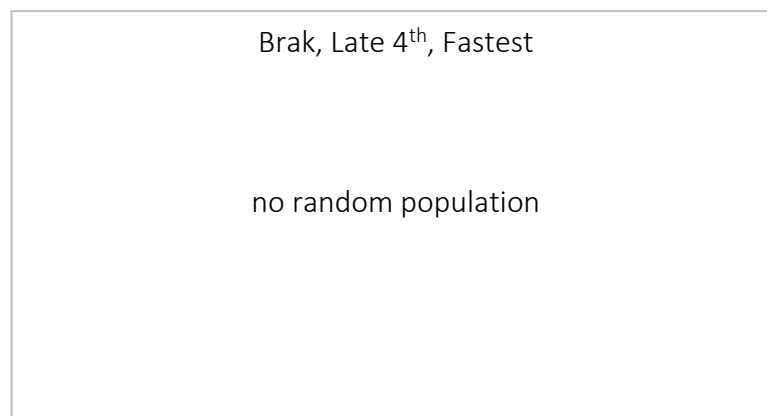 Brak, Late 4th, Fastest
no random population